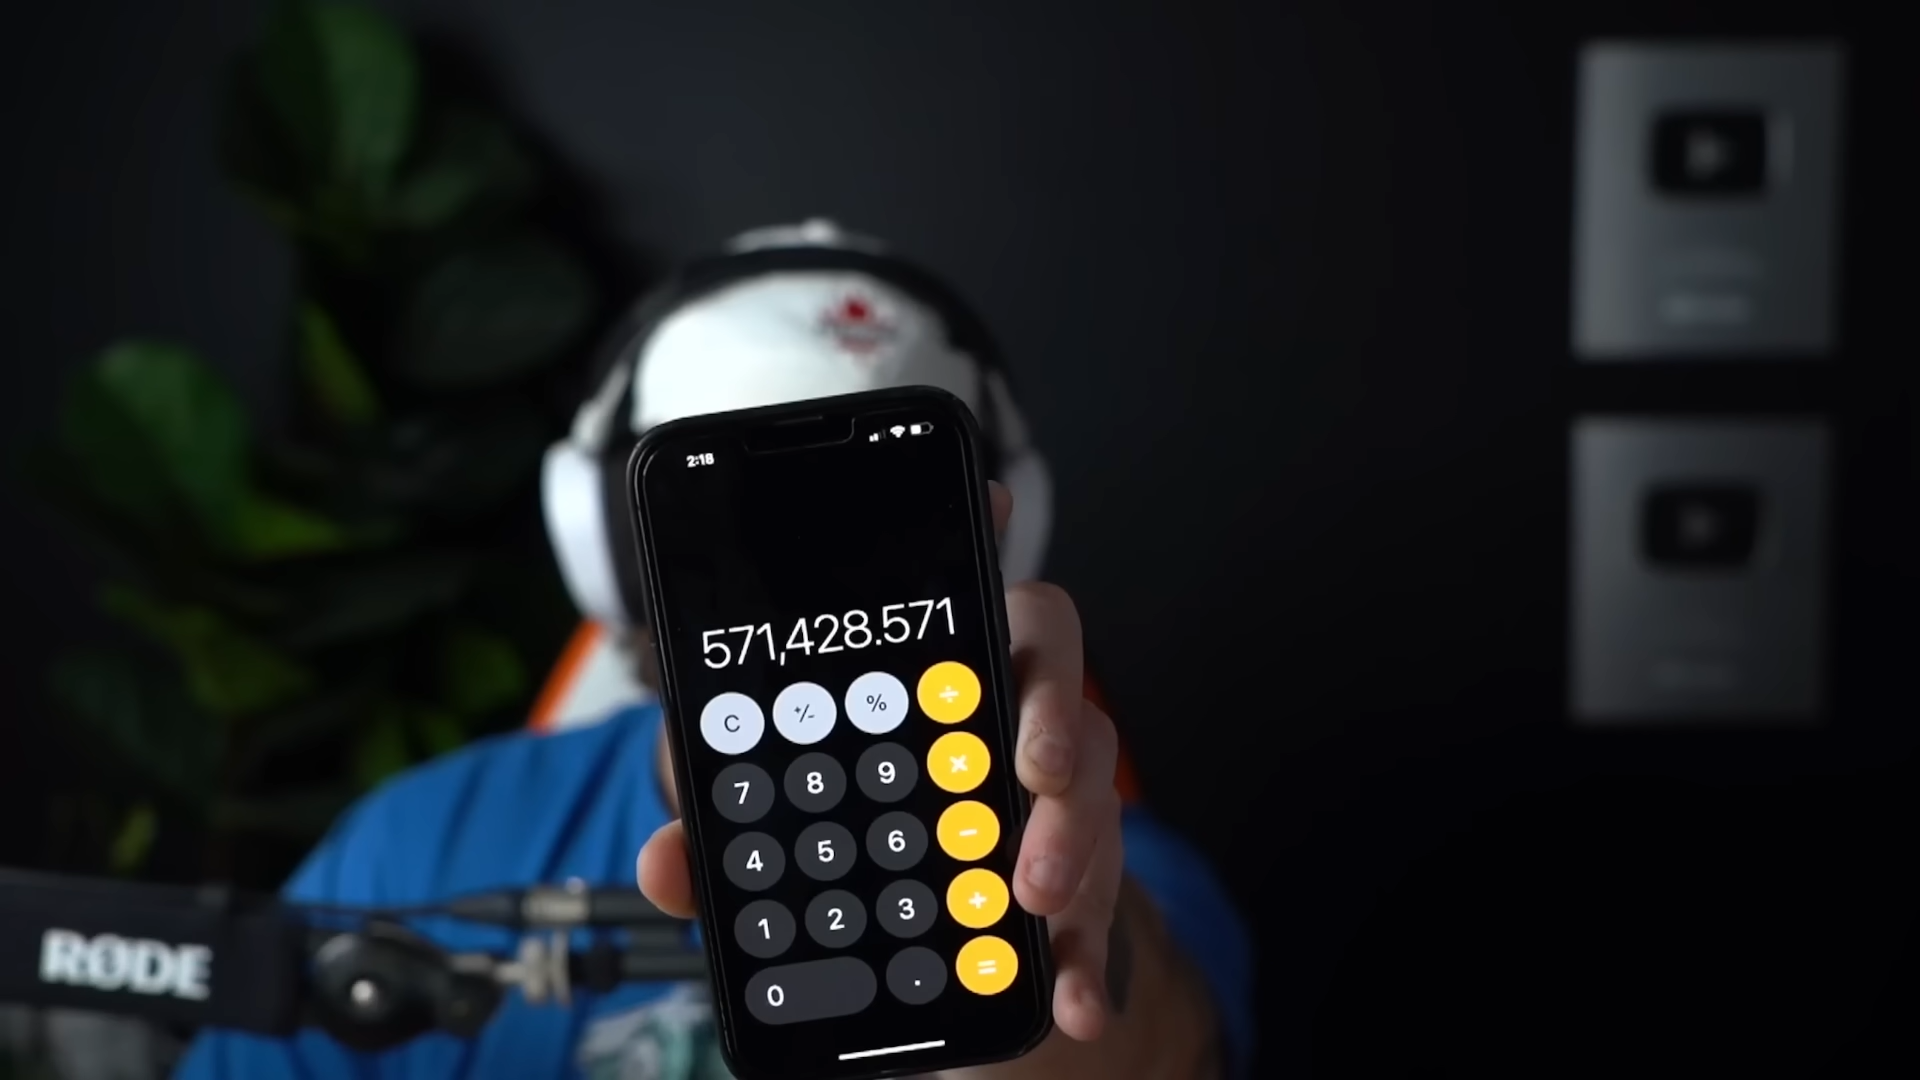 2:18
571,428.571
C +/- % ÷
7 8 9 ×
4 5 6 −
1 2 3 +
0 . =
RØDE